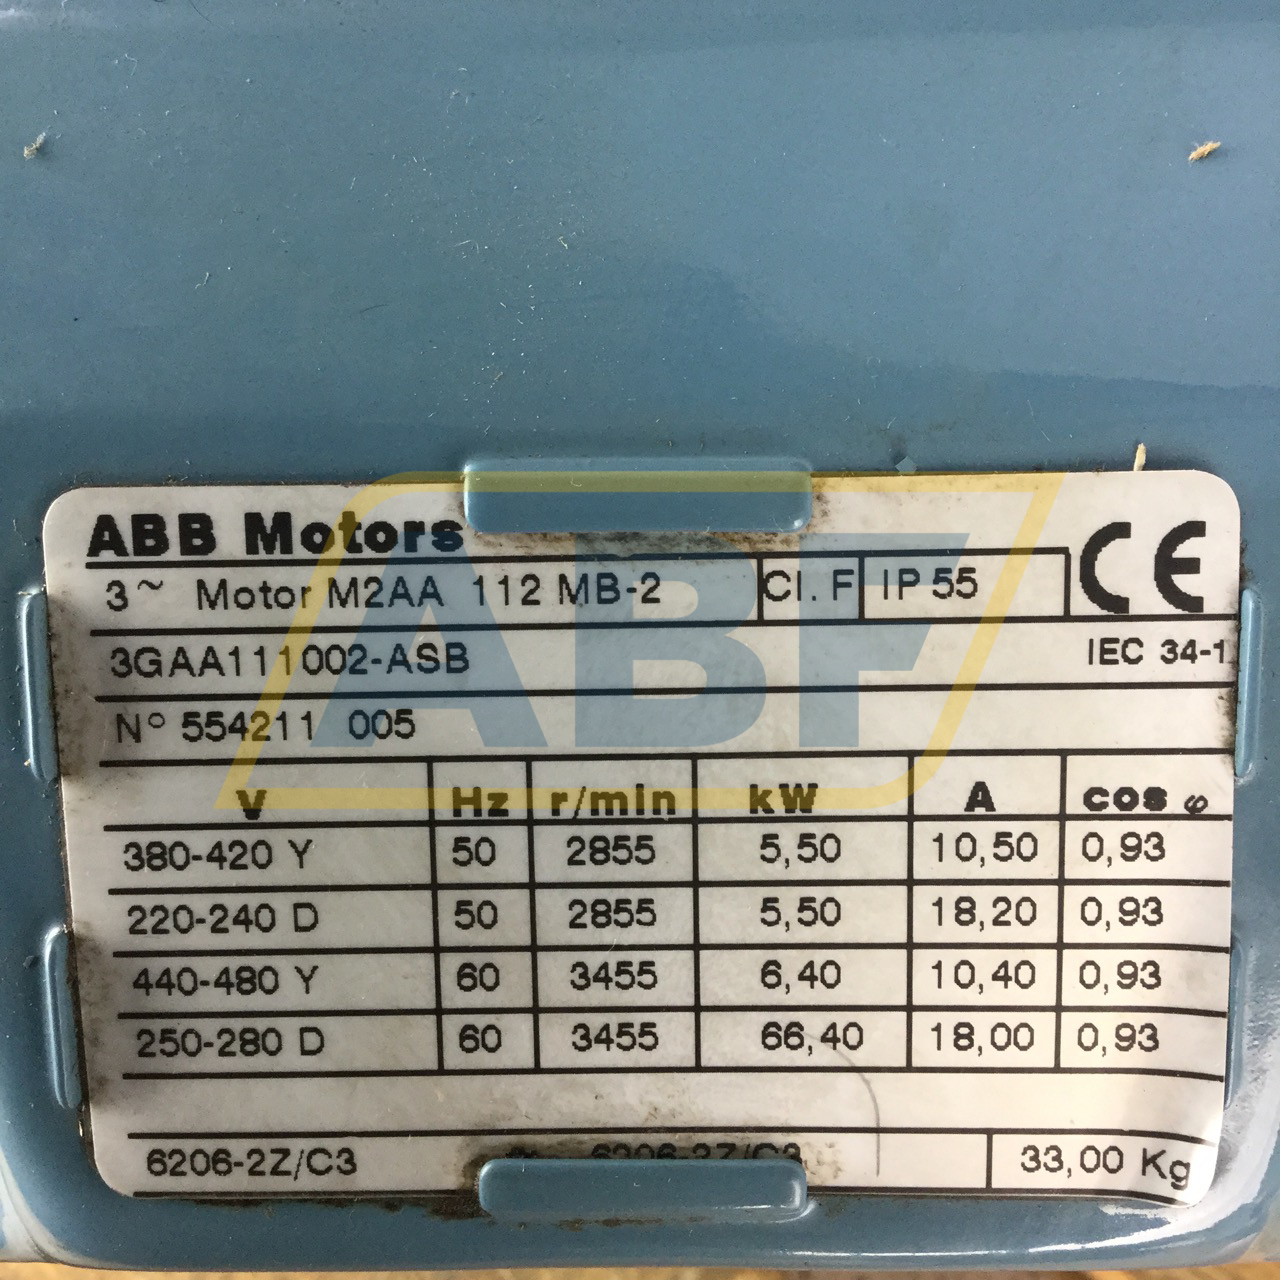 ABB Motors
CE
3~ Motor M2AA 112 MB-2 Cl. F IP 55
3GAA111002-ASB IEC 34-1
N° 554211 005
V Hz r/min kW A cos φ
380-420 Y 50 2855 5,50 10,50 0,93
220-240 D 50 2855 5,50 18,20 0,93
440-480 Y 60 3455 6,40 10,40 0,93
250-280 D 60 3455 66,40 18,00 0,93
6206-2Z/C3 6206-2Z/C3 33,00 Kg
ABF